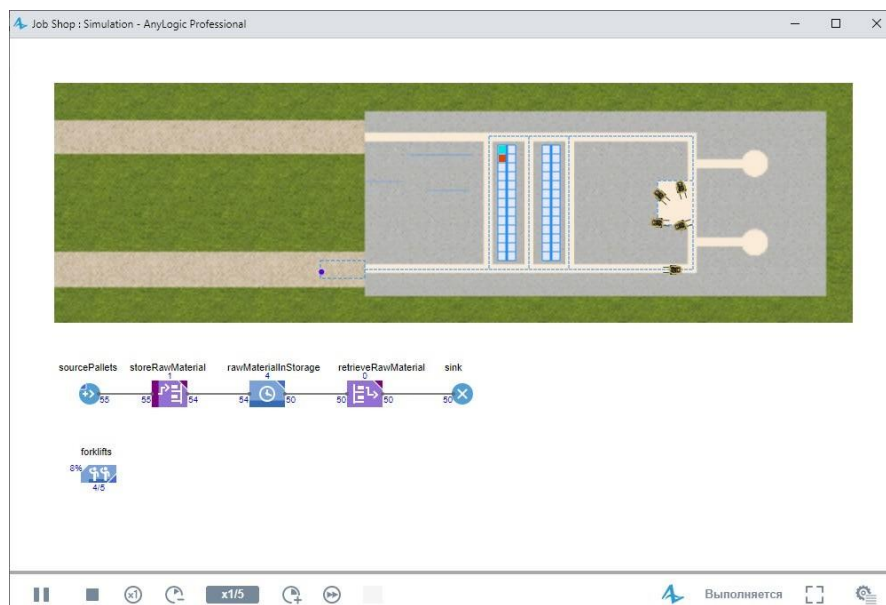 Job Shop : Simulation - AnyLogic Professional
sourcePallets storeRawMaterial rawMaterialInStorage retrieveRawMaterial sink
1 4 0
55 55 54 54 50 50 50 50
forklifts
8%
4/5
x1 x1/5 Выполняется